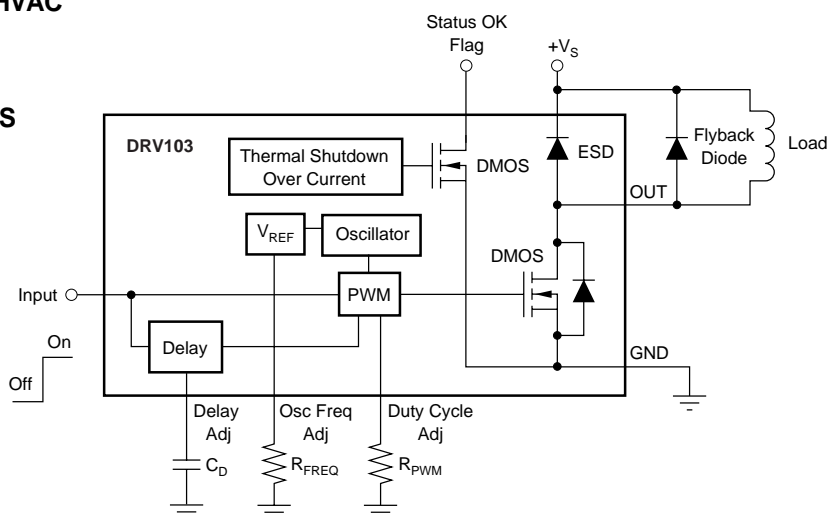 HVAC
S
Status OK
Flag
+VS
DRV103
Thermal Shutdown
Over Current
DMOS
ESD
Flyback
Diode
Load
OUT
VREF
Oscillator
DMOS
Input
PWM
On
Off
Delay
GND
Delay
Adj
Osc Freq
Adj
Duty Cycle
Adj
CD
RFREQ
RPWM